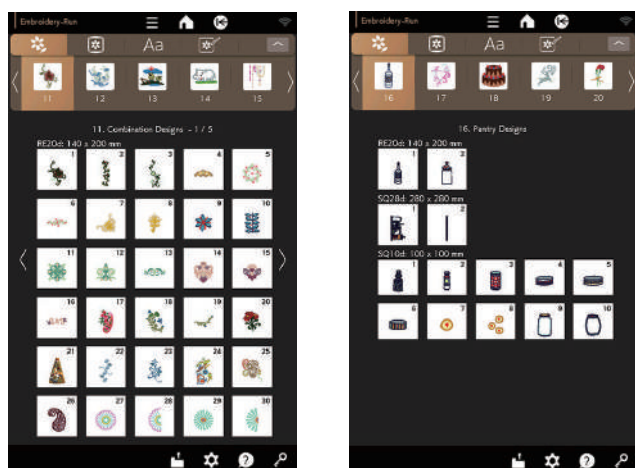 Embroidery-Run
Aa
11 12 13 14 15
11. Combination Designs - 1 / 5
RE20d: 140 x 200 mm
1 2 3 4 5
6 7 8 9 10
11 12 13 14 15
16 17 18 19 20
21 22 23 24 25
26 27 28 29 30
?
Embroidery-Run
Aa
16 17 18 19 20
16. Pantry Designs
RE20d: 140 x 200 mm
1 2
SQ28d: 280 x 280 mm
1 2
SQ10d: 100 x 100 mm
1 2 3 4 5
6 7 8 9 10
?